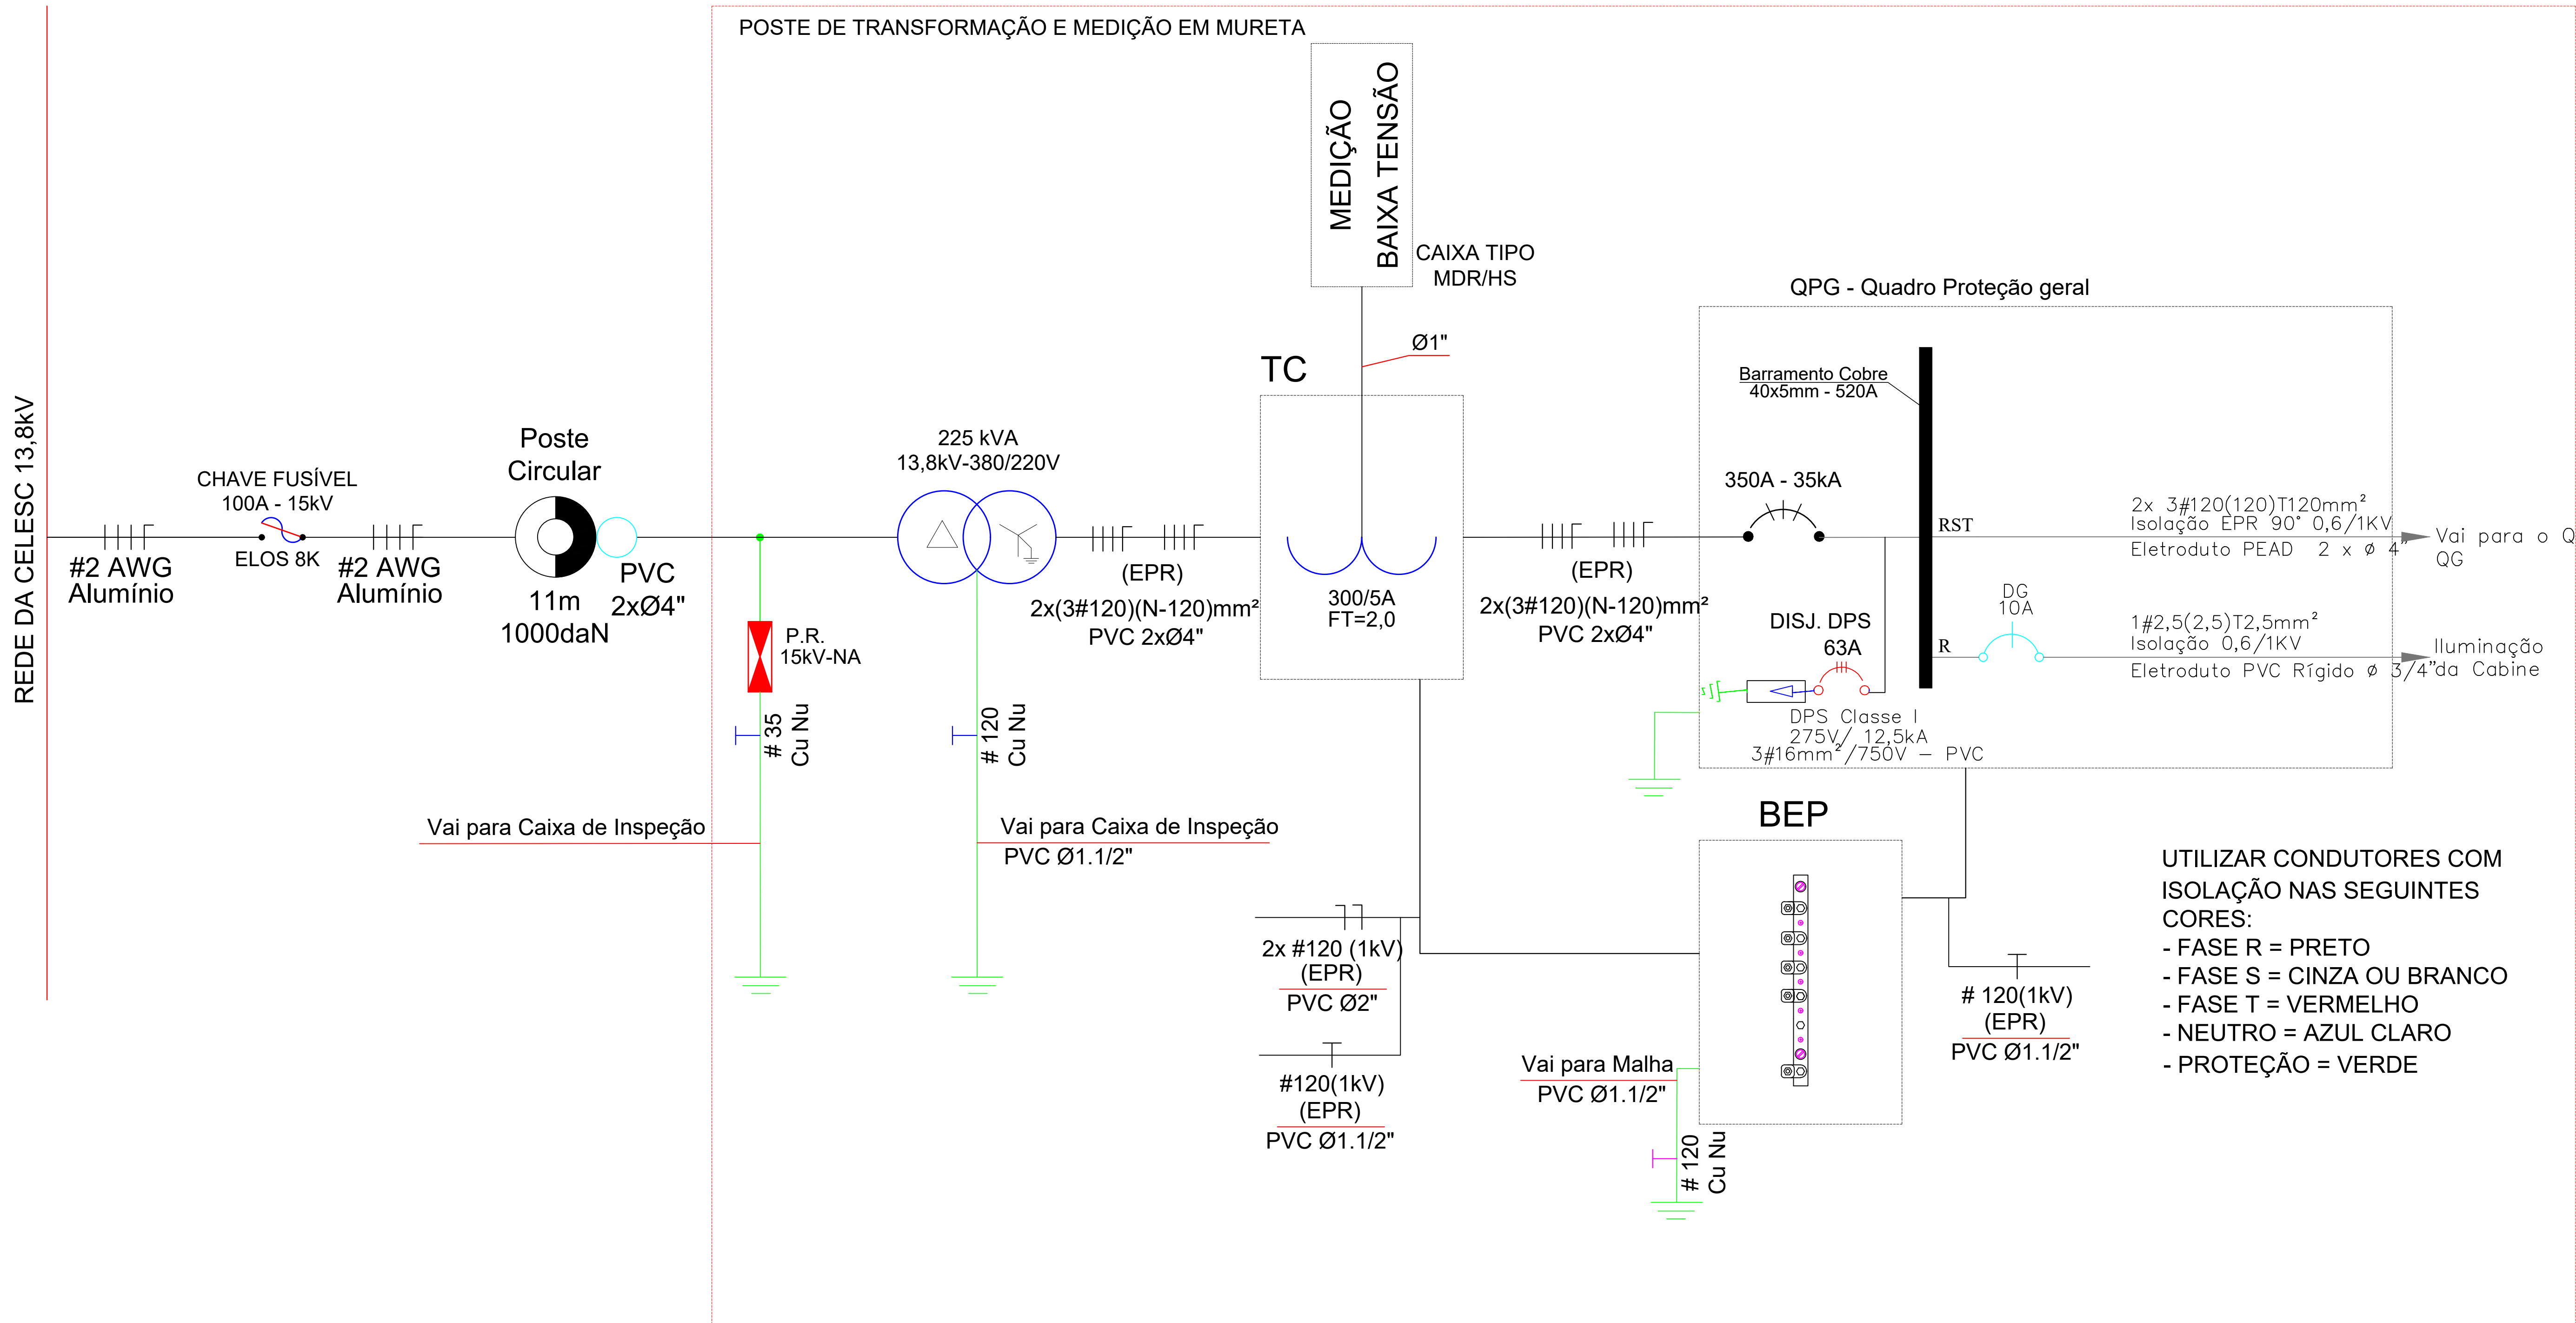 POSTE DE TRANSFORMAÇÃO E MEDIÇÃO EM MURETA
REDE DA CELESC 13,8kV
#2 AWG
Alumínio
CHAVE FUSÍVEL
100A - 15kV
ELOS 8K
#2 AWG
Alumínio
Poste
Circular
11m
1000daN
PVC
2xØ4"
P.R.
15kV-NA
# 35
Cu Nu
Vai para Caixa de Inspeção
225 kVA
13,8kV-380/220V
# 120
Cu Nu
Vai para Caixa de Inspeção
PVC Ø1.1/2"
(EPR)
2x(3#120)(N-120)mm²
PVC 2xØ4"
MEDIÇÃO
BAIXA TENSÃO
CAIXA TIPO
MDR/HS
Ø1"
TC
300/5A
FT=2,0
(EPR)
2x(3#120)(N-120)mm²
PVC 2xØ4"
QPG - Quadro Proteção geral
Barramento Cobre
40x5mm - 520A
350A - 35kA
RST
2x 3#120(120)T120mm²
Isolação EPR 90° 0,6/1KV
Eletroduto PEAD 2 x ø 4"
Vai para o Q
QG
DISJ. DPS
63A
R
DG
10A
1#2,5(2,5)T2,5mm²
Isolação 0,6/1KV
Eletroduto PVC Rígido ø 3/4"
Iluminação
da Cabine
DPS Classe I
275V/ 12,5kA
3#16mm²/750V - PVC
2x #120 (1kV)
(EPR)
PVC Ø2"
#120(1kV)
(EPR)
PVC Ø1.1/2"
BEP
Vai para Malha
PVC Ø1.1/2"
# 120
Cu Nu
# 120(1kV)
(EPR)
PVC Ø1.1/2"
UTILIZAR CONDUTORES COM
ISOLAÇÃO NAS SEGUINTES
CORES:
- FASE R = PRETO
- FASE S = CINZA OU BRANCO
- FASE T = VERMELHO
- NEUTRO = AZUL CLARO
- PROTEÇÃO = VERDE